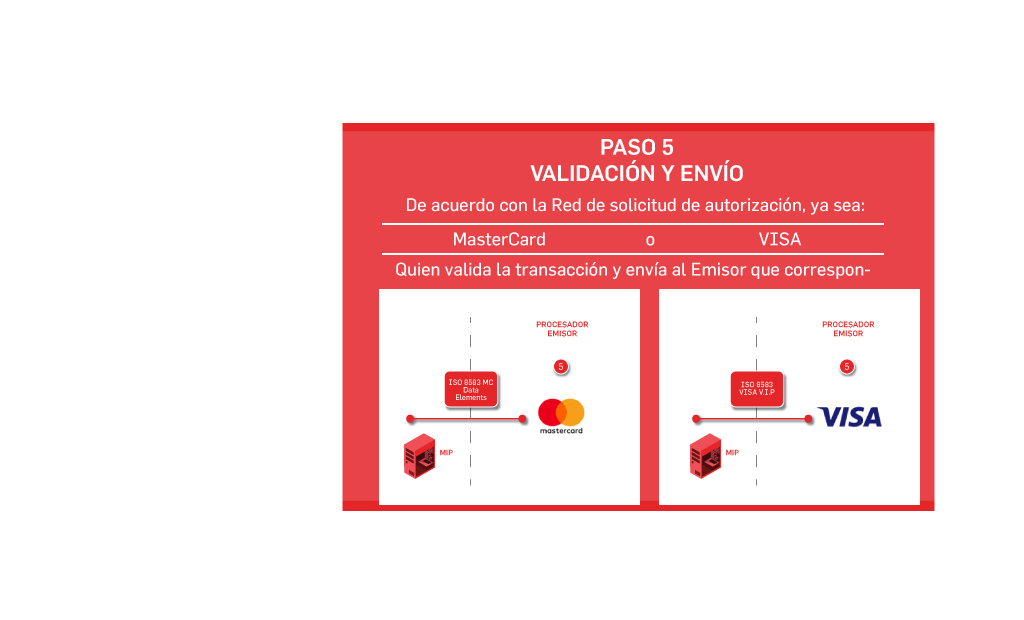 PASO 5
VALIDACIÓN Y ENVÍO
De acuerdo con la Red de solicitud de autorización, ya sea:
MasterCard o VISA
Quien valida la transacción y envía al Emisor que correspon-
PROCESADOR
EMISOR
5
ISO 8583 MC
Data
Elements
mastercard
MIP
PROCESADOR
EMISOR
5
ISO 8583
VISA V.I.P
VISA
MIP